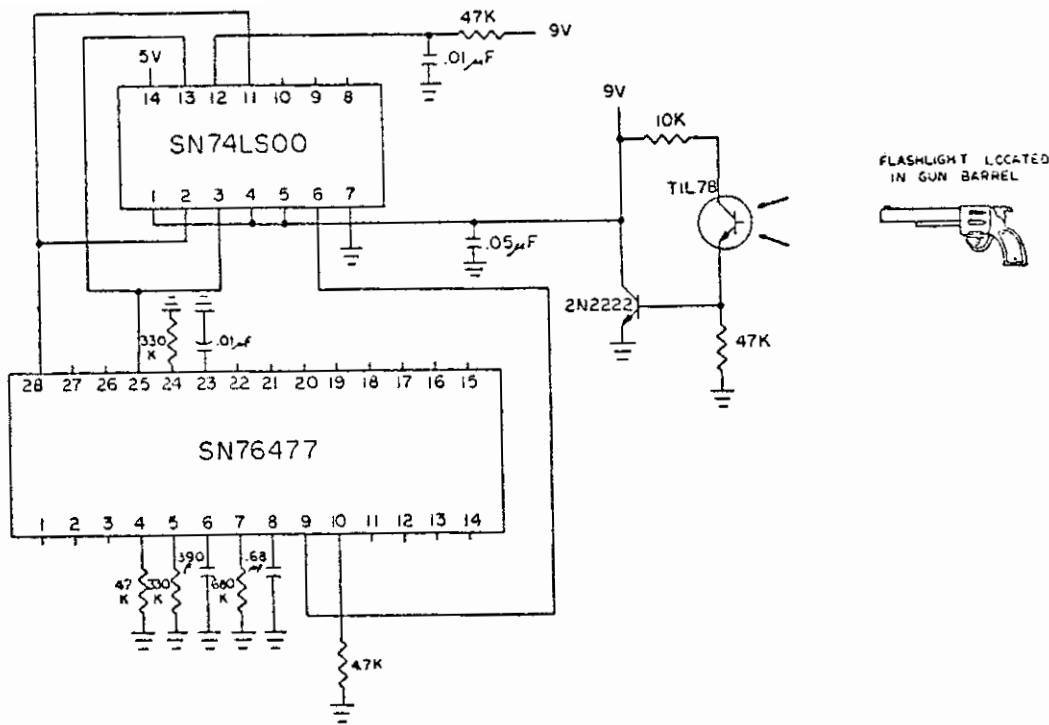 47K
9V
.01µF
5V
14 13 12 11 10 9 8
SN74LS00
1 2 3 4 5 6 7
.05µF
9V
10K
TIL78
2N2222
47K
FLASHLIGHT LOCATED
IN GUN BARREL
330
K
.01µF
28 27 26 25 24 23 22 21 20 19 18 17 16 15
SN76477
1 2 3 4 5 6 7 8 9 10 11 12 13 14
47
K
330
K
390
680
K
.68
µF
4.7K